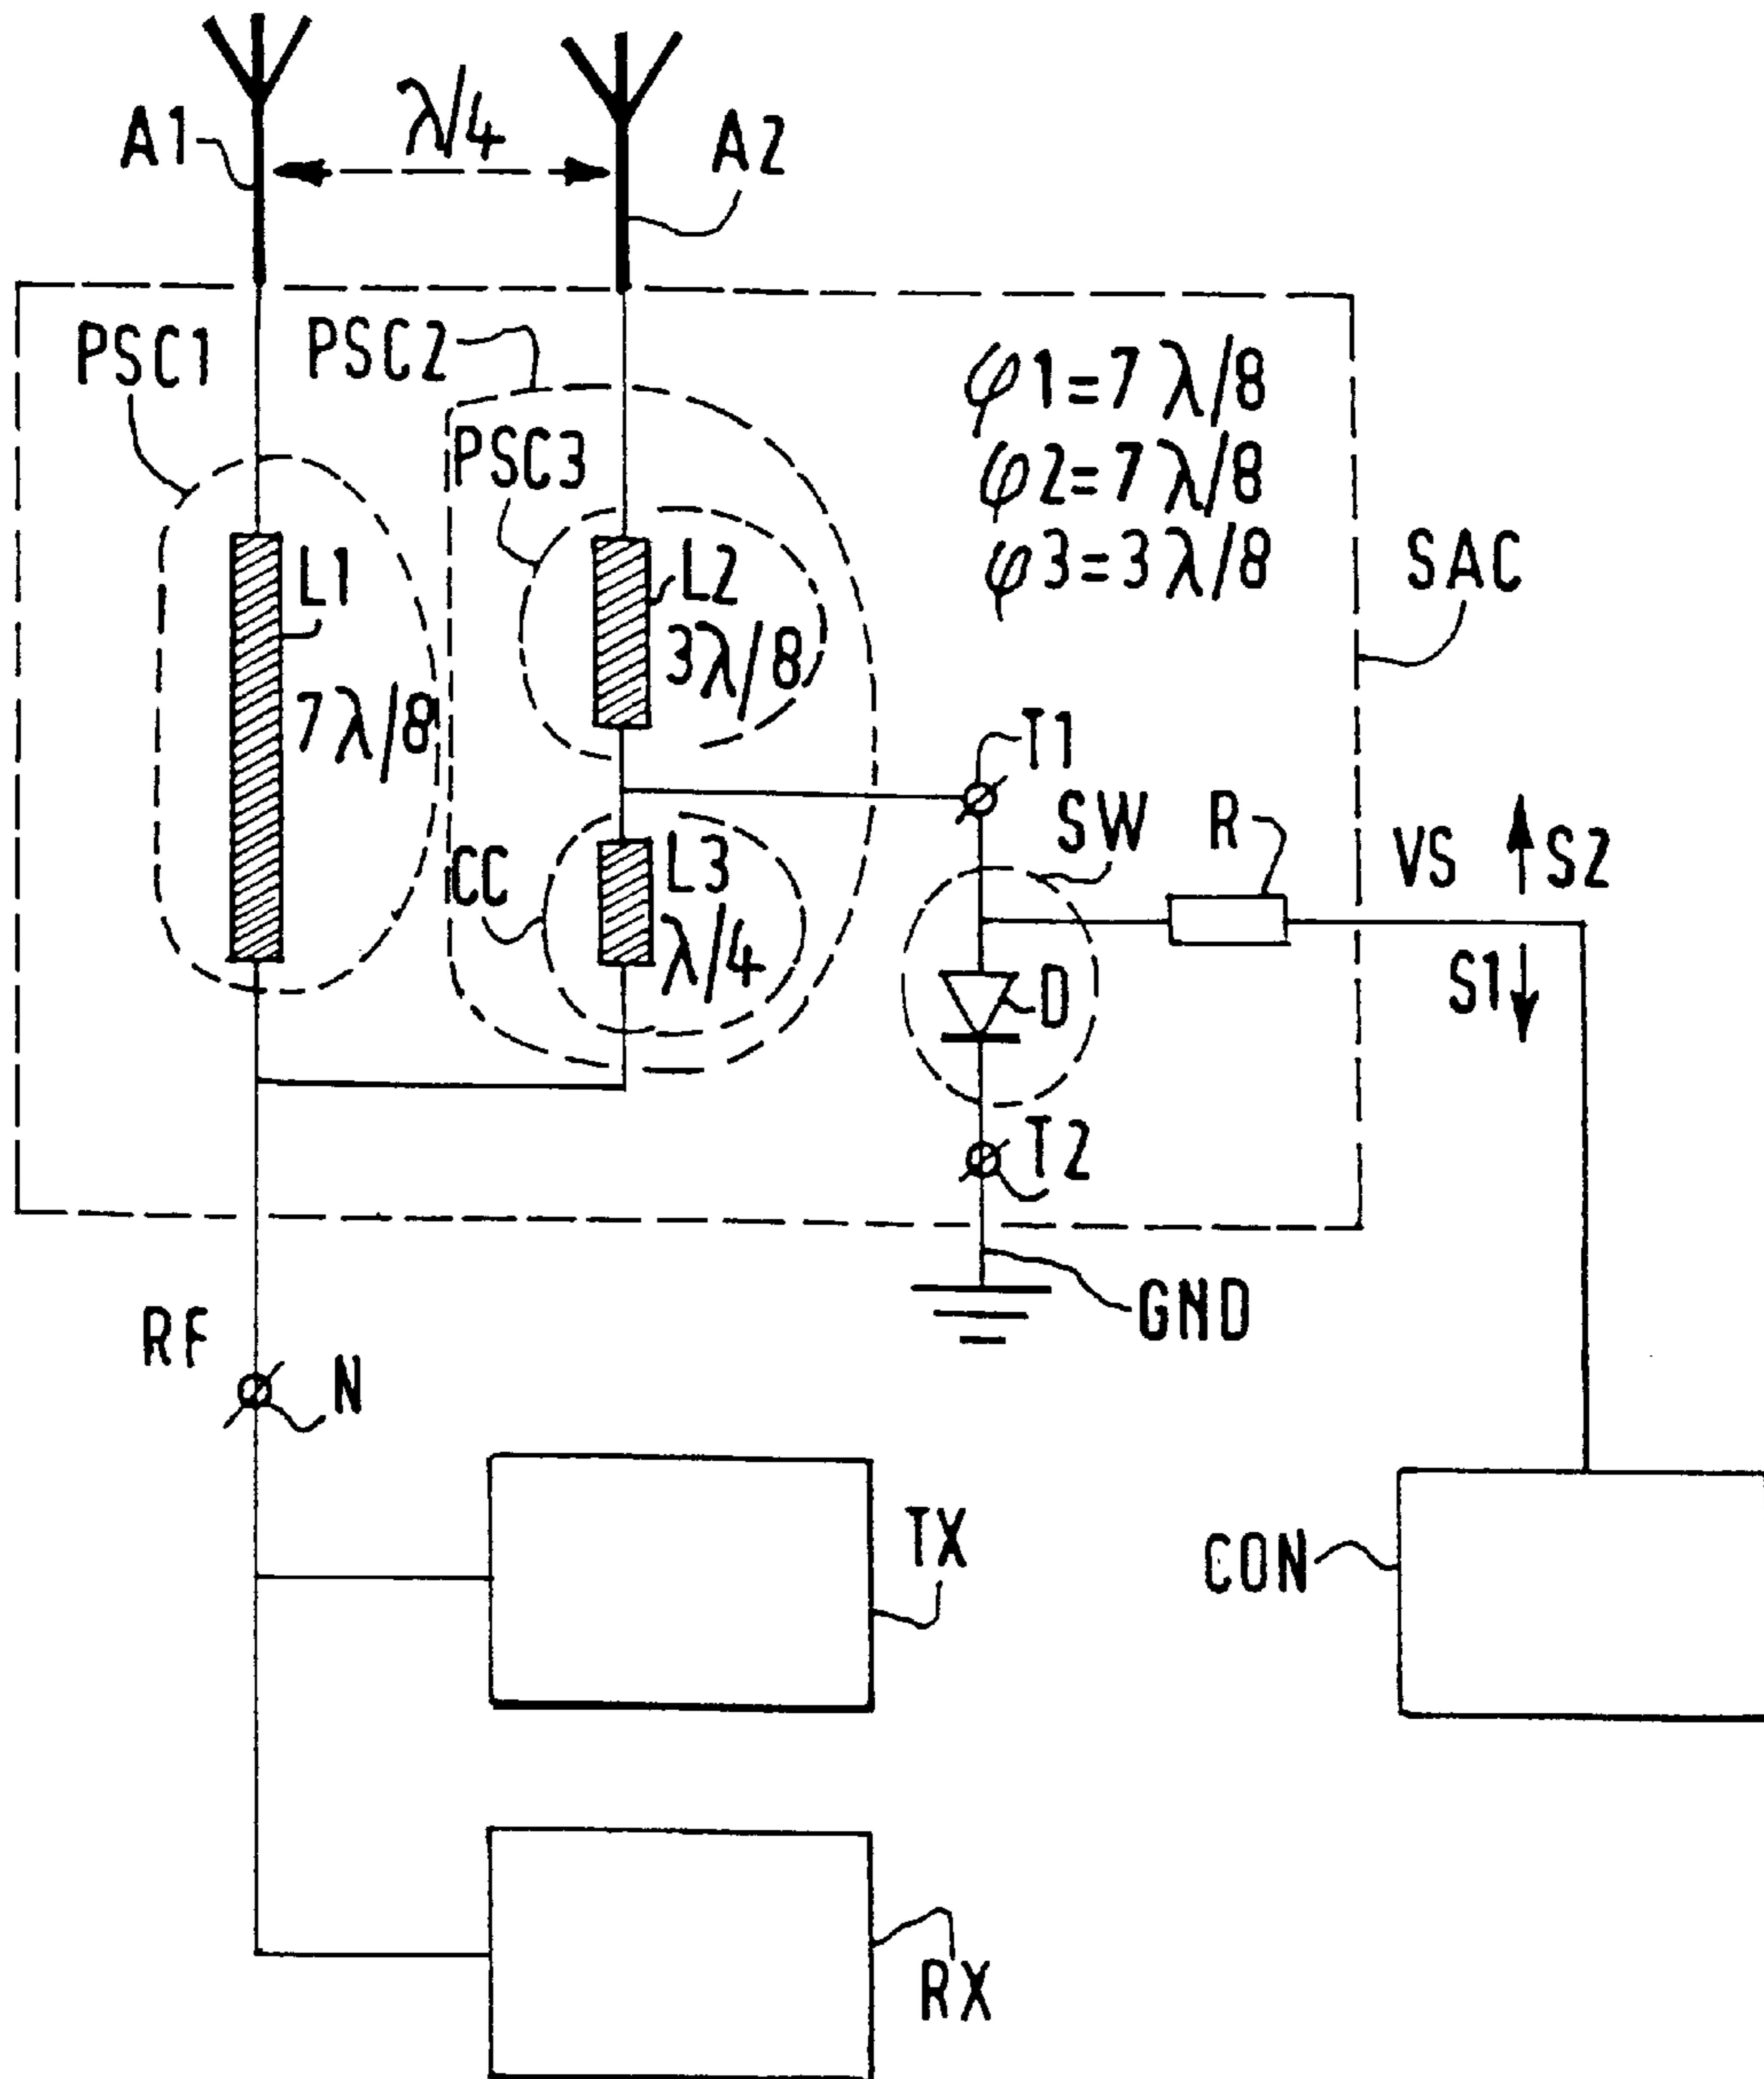 A1
λ/4
A2
PSC1
PSC2
PSC3
φ1=7λ/8
φ2=7λ/8
φ3=3λ/8
SAC
L1
7λ/8
L2
3λ/8
T1
SW
R
VS
S2
CC
L3
λ/4
D
S1
T2
GND
RF
N
TX
CON
RX